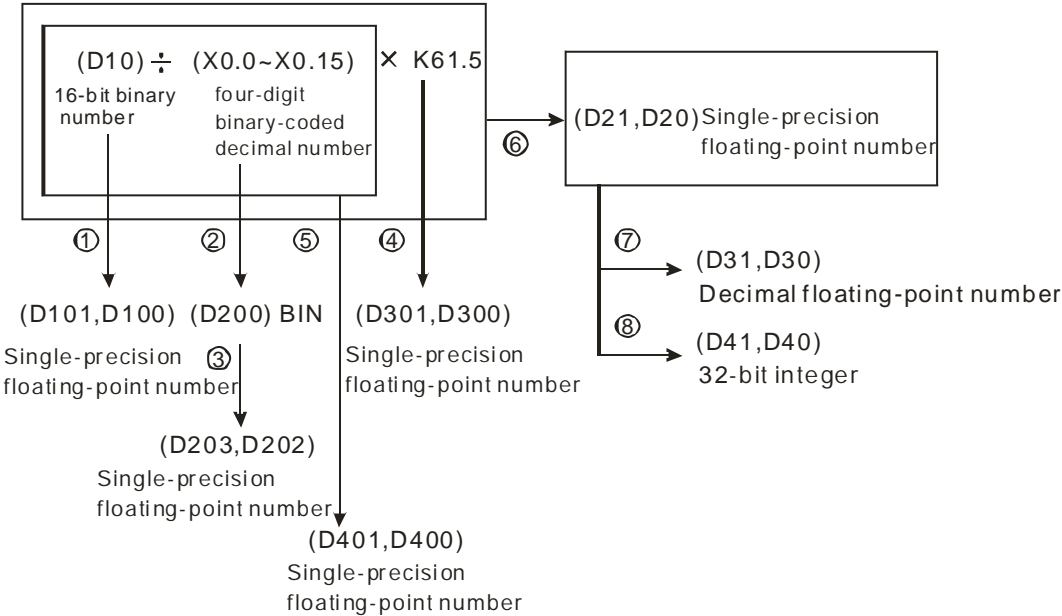 (D10) ÷ (X0.0~X0.15) × K61.5
16-bit binary
number
four-digit
binary-coded
decimal number
⑥
(D21,D20) Single-precision
floating-point number
① ② ⑤ ④
⑦
(D31,D30)
Decimal floating-point number
⑧
(D41,D40)
32-bit integer
(D101,D100) (D200) BIN (D301,D300)
Single-precision
floating-point number
③
Single-precision
floating-point number
(D203,D202)
Single-precision
floating-point number
(D401,D400)
Single-precision
floating-point number